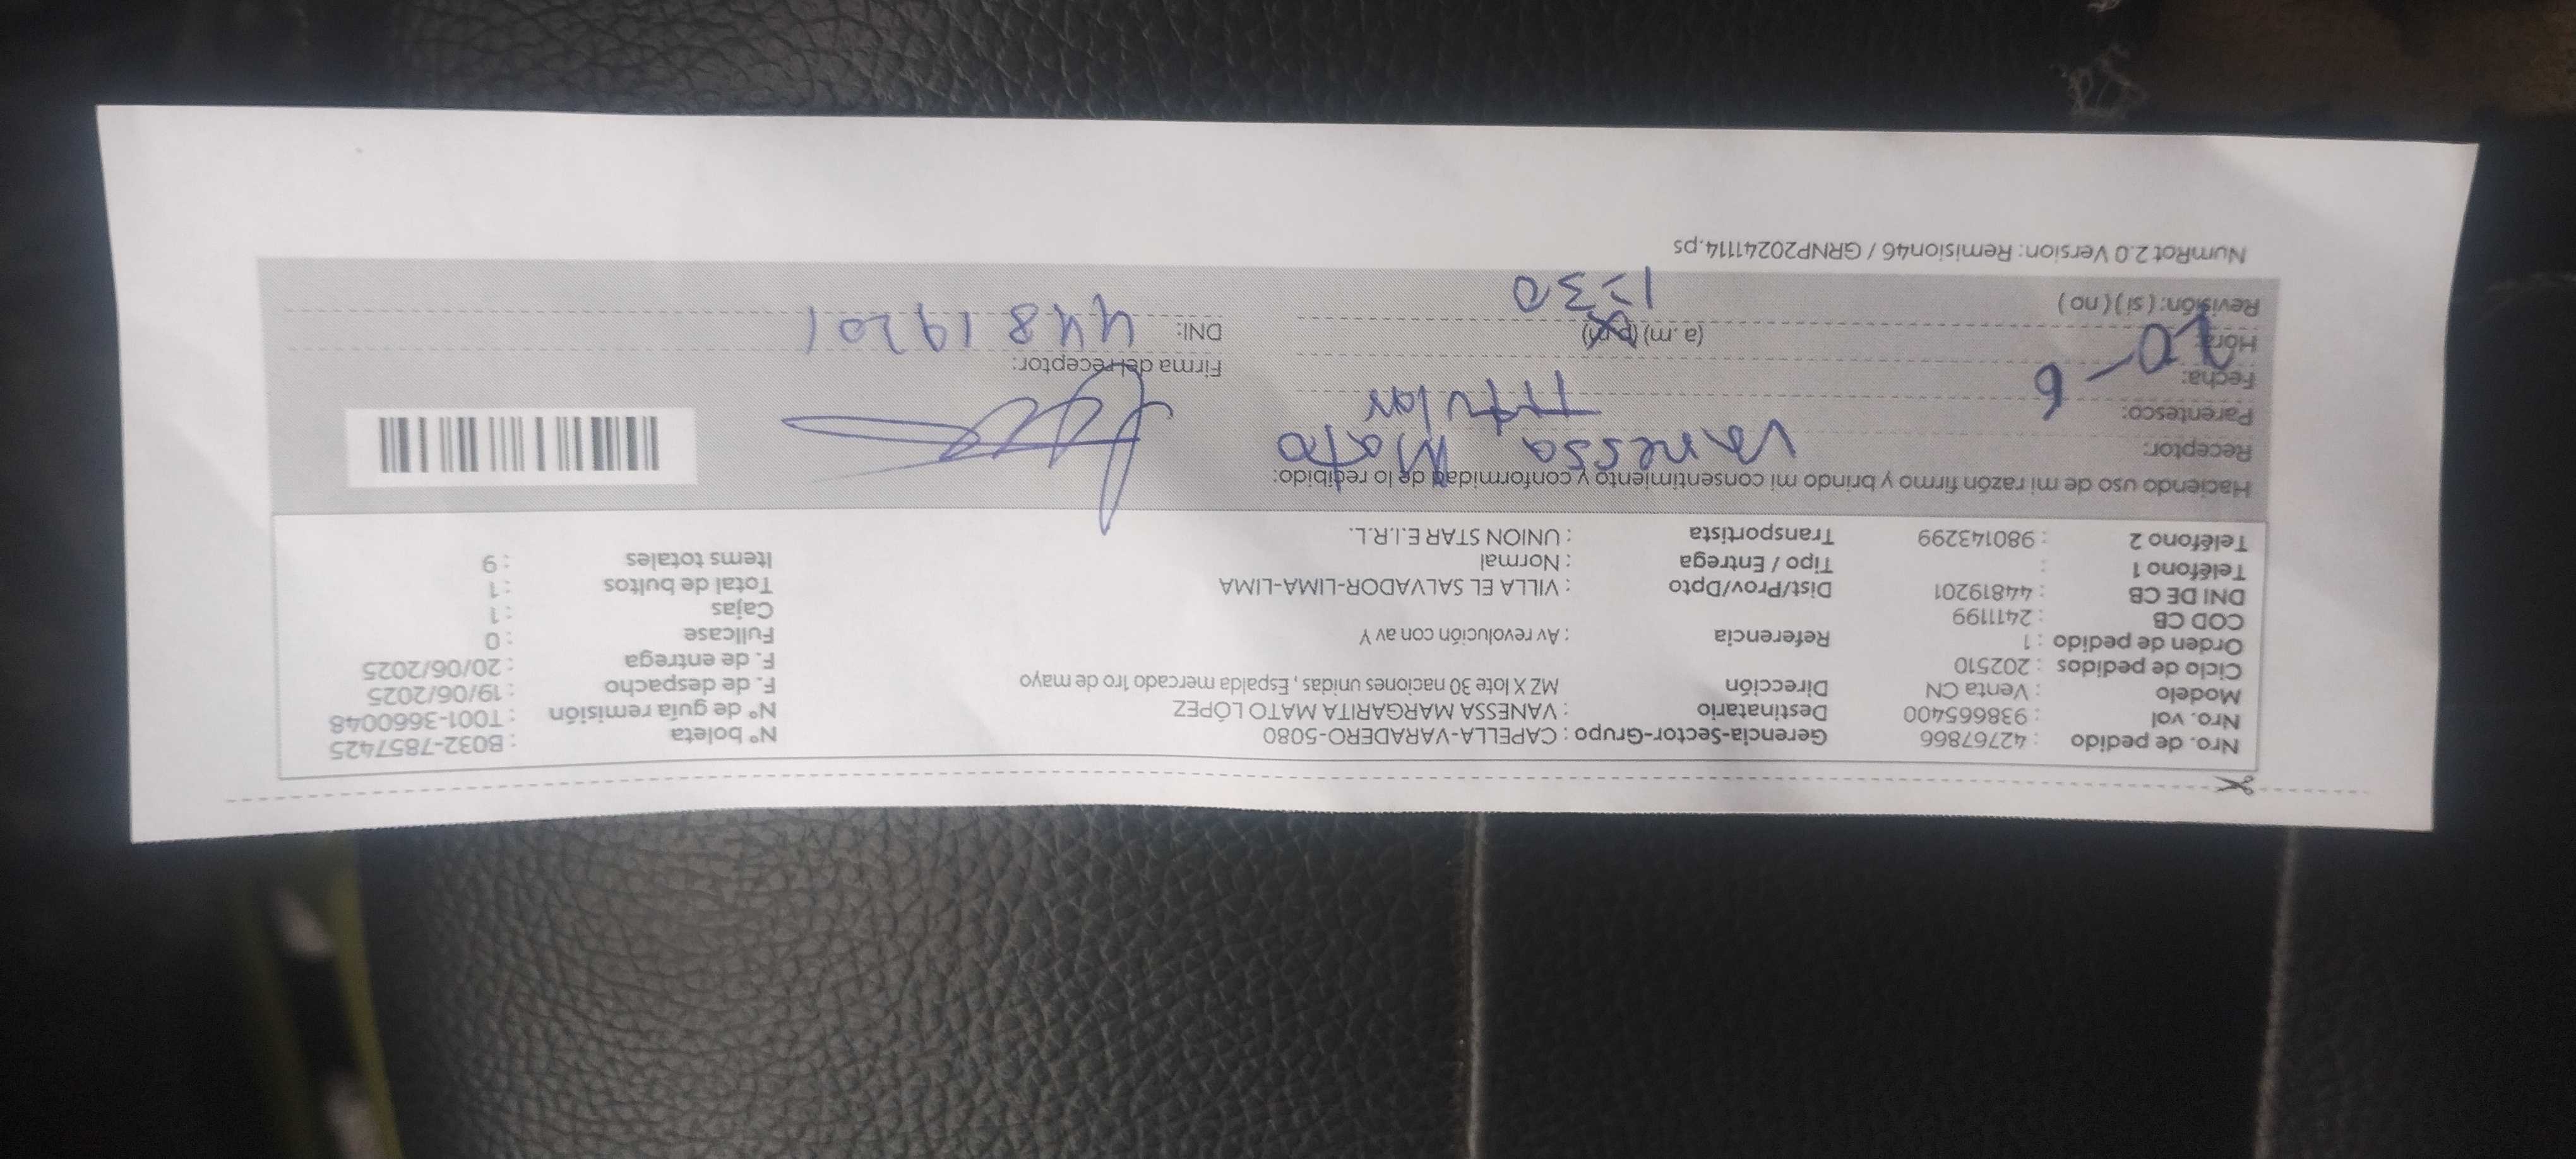 Nro. de pedido : 42767866 Gerencia-Sector-Grupo : CAPELLA-VARADERO-5080 N° boleta : B032-7857425
Nro. vol : 938665400 Destinatario : VANESSA MARGARITA MATO LÓPEZ N° de guía remisión : T001-3660048
Modelo : Venta CN Dirección MZ X lote 30 naciones unidas , Espalda mercado 1ro de mayo F. de despacho : 19/06/2025
Ciclo de pedidos : 202510 F. de entrega : 20/06/2025
Orden de pedido : 1 Referencia : Av revolución con av Y Fullcase : 0
COD CB : 2411199 Cajas : 1
DNI DE CB : 44819201 Dist/Prov/Dpto : VILLA EL SALVADOR-LIMA-LIMA Total de bultos : 1
Teléfono 1 : Tipo / Entrega : Normal Items totales : 9
Teléfono 2 : 980143299 Transportista : UNION STAR E.I.R.L.
Haciendo uso de mi razón firmo y brindo mi consentimiento y conformidad de lo redibido:
Receptor: Vanessa Mato
Parentesco: Titular
Fecha: 20-6 Firma del receptor:
Hora: (a.m) (p.m) 1:30 DNI: 44819201
Revisión: ( si ) ( no )
NumRot 2.0 Version: Remision46 / GRNP20241114.ps